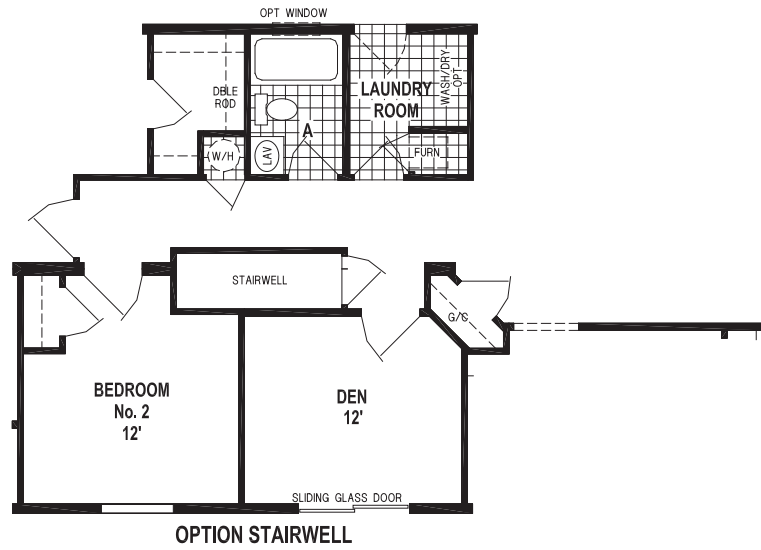 OPT WINDOW
DBLE
ROD
LAUNDRY
ROOM
WASH/DRY
OPT
A
W/H
LAV
FURN
STAIRWELL
G/C
BEDROOM
No. 2
12'
DEN
12'
SLIDING GLASS DOOR
OPTION STAIRWELL